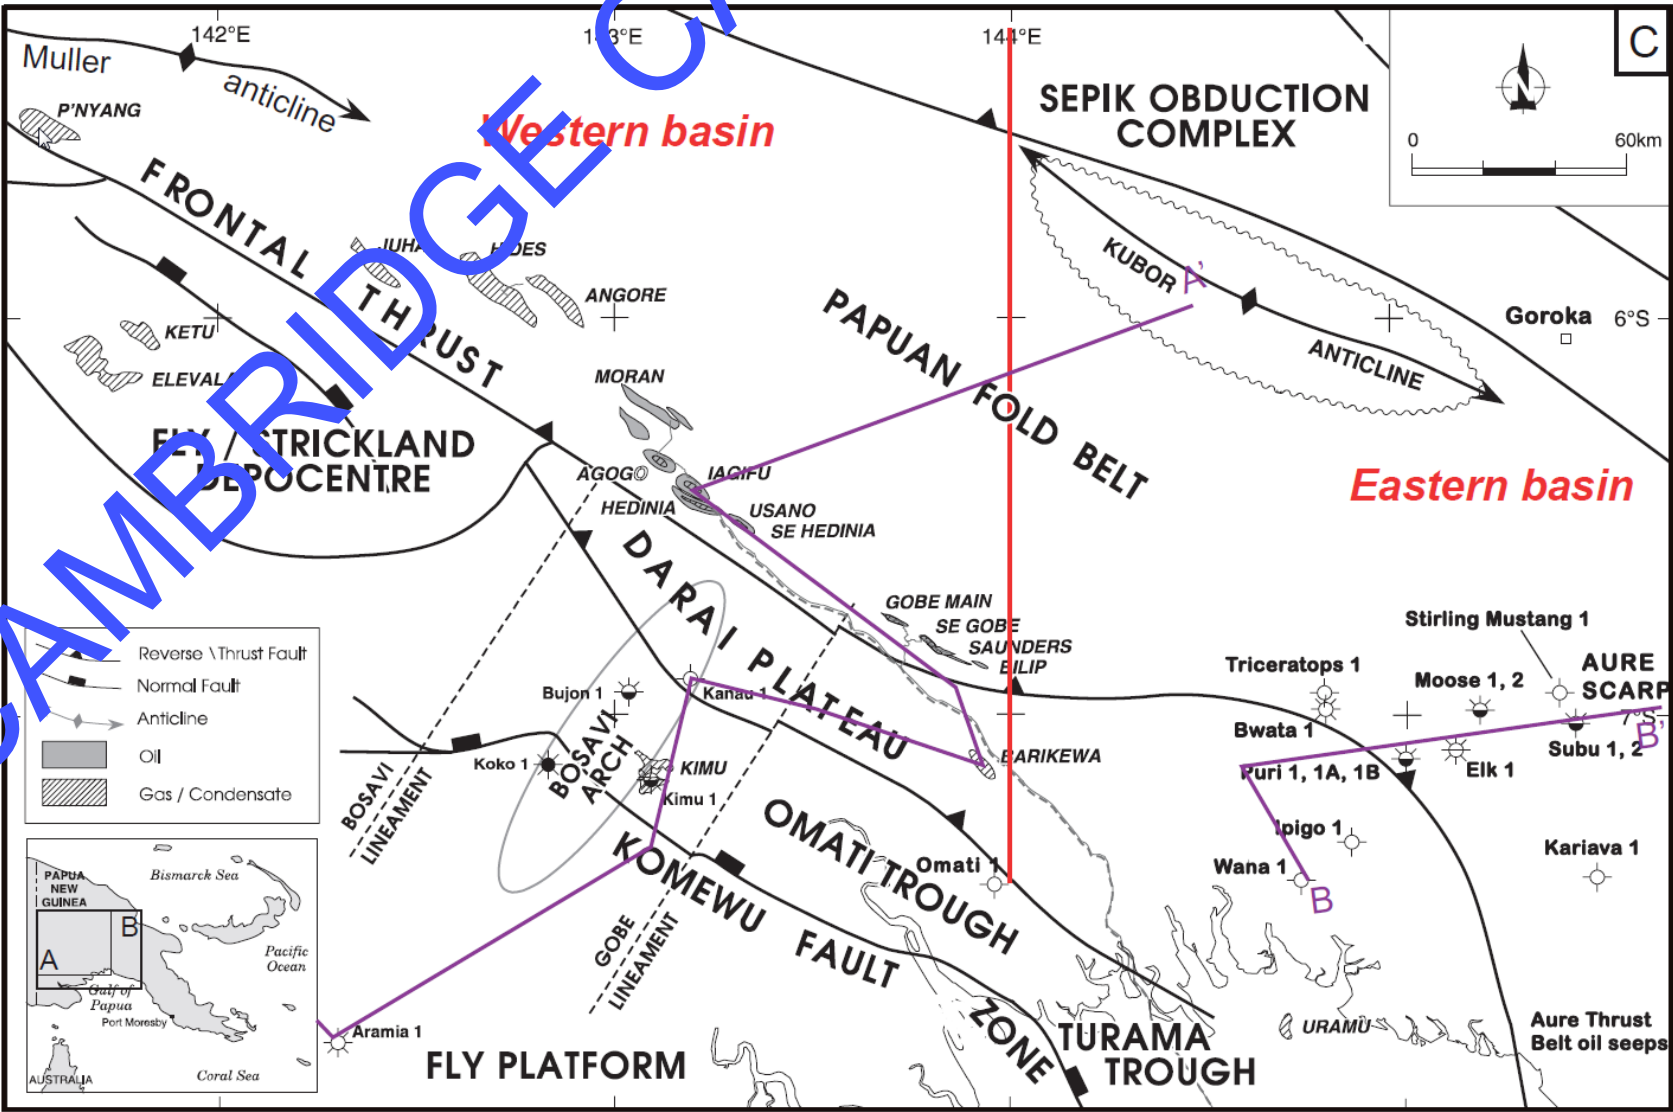 142°E
143°E
144°E
C
Muller
anticline
P'NYANG
Western basin
SEPIK OBDUCTION
COMPLEX
N
0
60km
FRONTAL THRUST
JUHA
HIDES
ANGORE
KETU
ELEVALA
KUBOR
A'
ANTICLINE
Goroka
6°S
PAPUAN FOLD BELT
MORAN
FLY / STRICKLAND
DEPOCENTRE
AGOGO
IAGIFU
HEDINIA
USANO
SE HEDINIA
Eastern basin
DARAI PLATEAU
GOBE MAIN
SE GOBE
SAUNDERS
BILIP
Stirling Mustang 1
Triceratops 1
Moose 1, 2
AURE
SCARP
7°S
Bwata 1
B'
Subu 1, 2
Puri 1, 1A, 1B
Elk 1
Ipigo 1
Wana 1
B
Kariava 1
Reverse \ Thrust Fault
Normal Fault
Anticline
Oil
Gas / Condensate
Bujon 1
Kanau 1
Koko 1
BOSAVI
ARCH
KIMU
Kimu 1
BARIKEWA
BOSAVI
LINEAMENT
OMATI TROUGH
Omati 1
KOMEWU FAULT ZONE
GOBE
LINEAMENT
PAPUA
NEW
GUINEA
Bismarck Sea
B
A
Pacific
Ocean
Gulf of
Papua
Port Moresby
AUSTRALIA
Coral Sea
Aramia 1
FLY PLATFORM
TURAMA
TROUGH
URAMU
Aure Thrust
Belt oil seeps
CAMBRIDGE CA